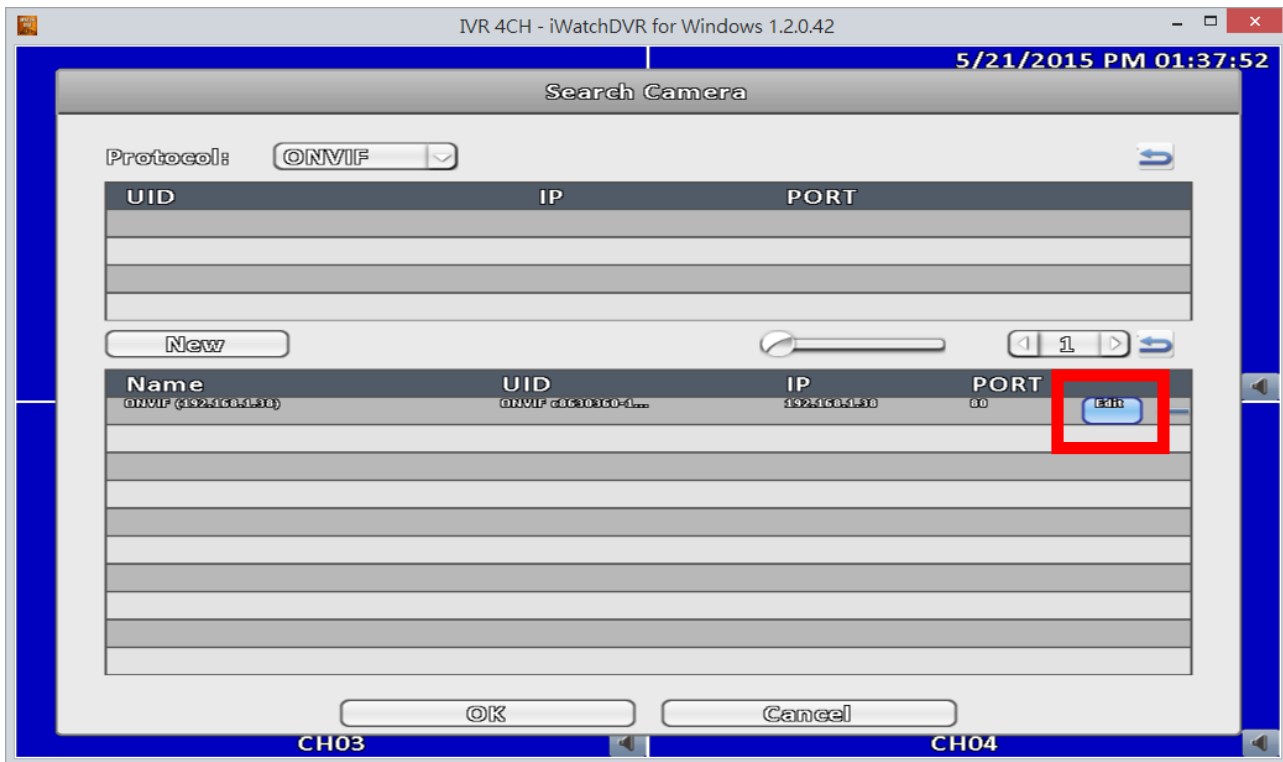 IVR 4CH - iWatchDVR for Windows 1.2.0.42
5/21/2015 PM 01:37:52
Search Camera
Protocol: ONVIF
UID IP PORT
New 1
Name UID IP PORT
ONVIF (192.168.1.38) ONVIF 192.168.1.38 80 Edit
OK Cancel
CH03 CH04